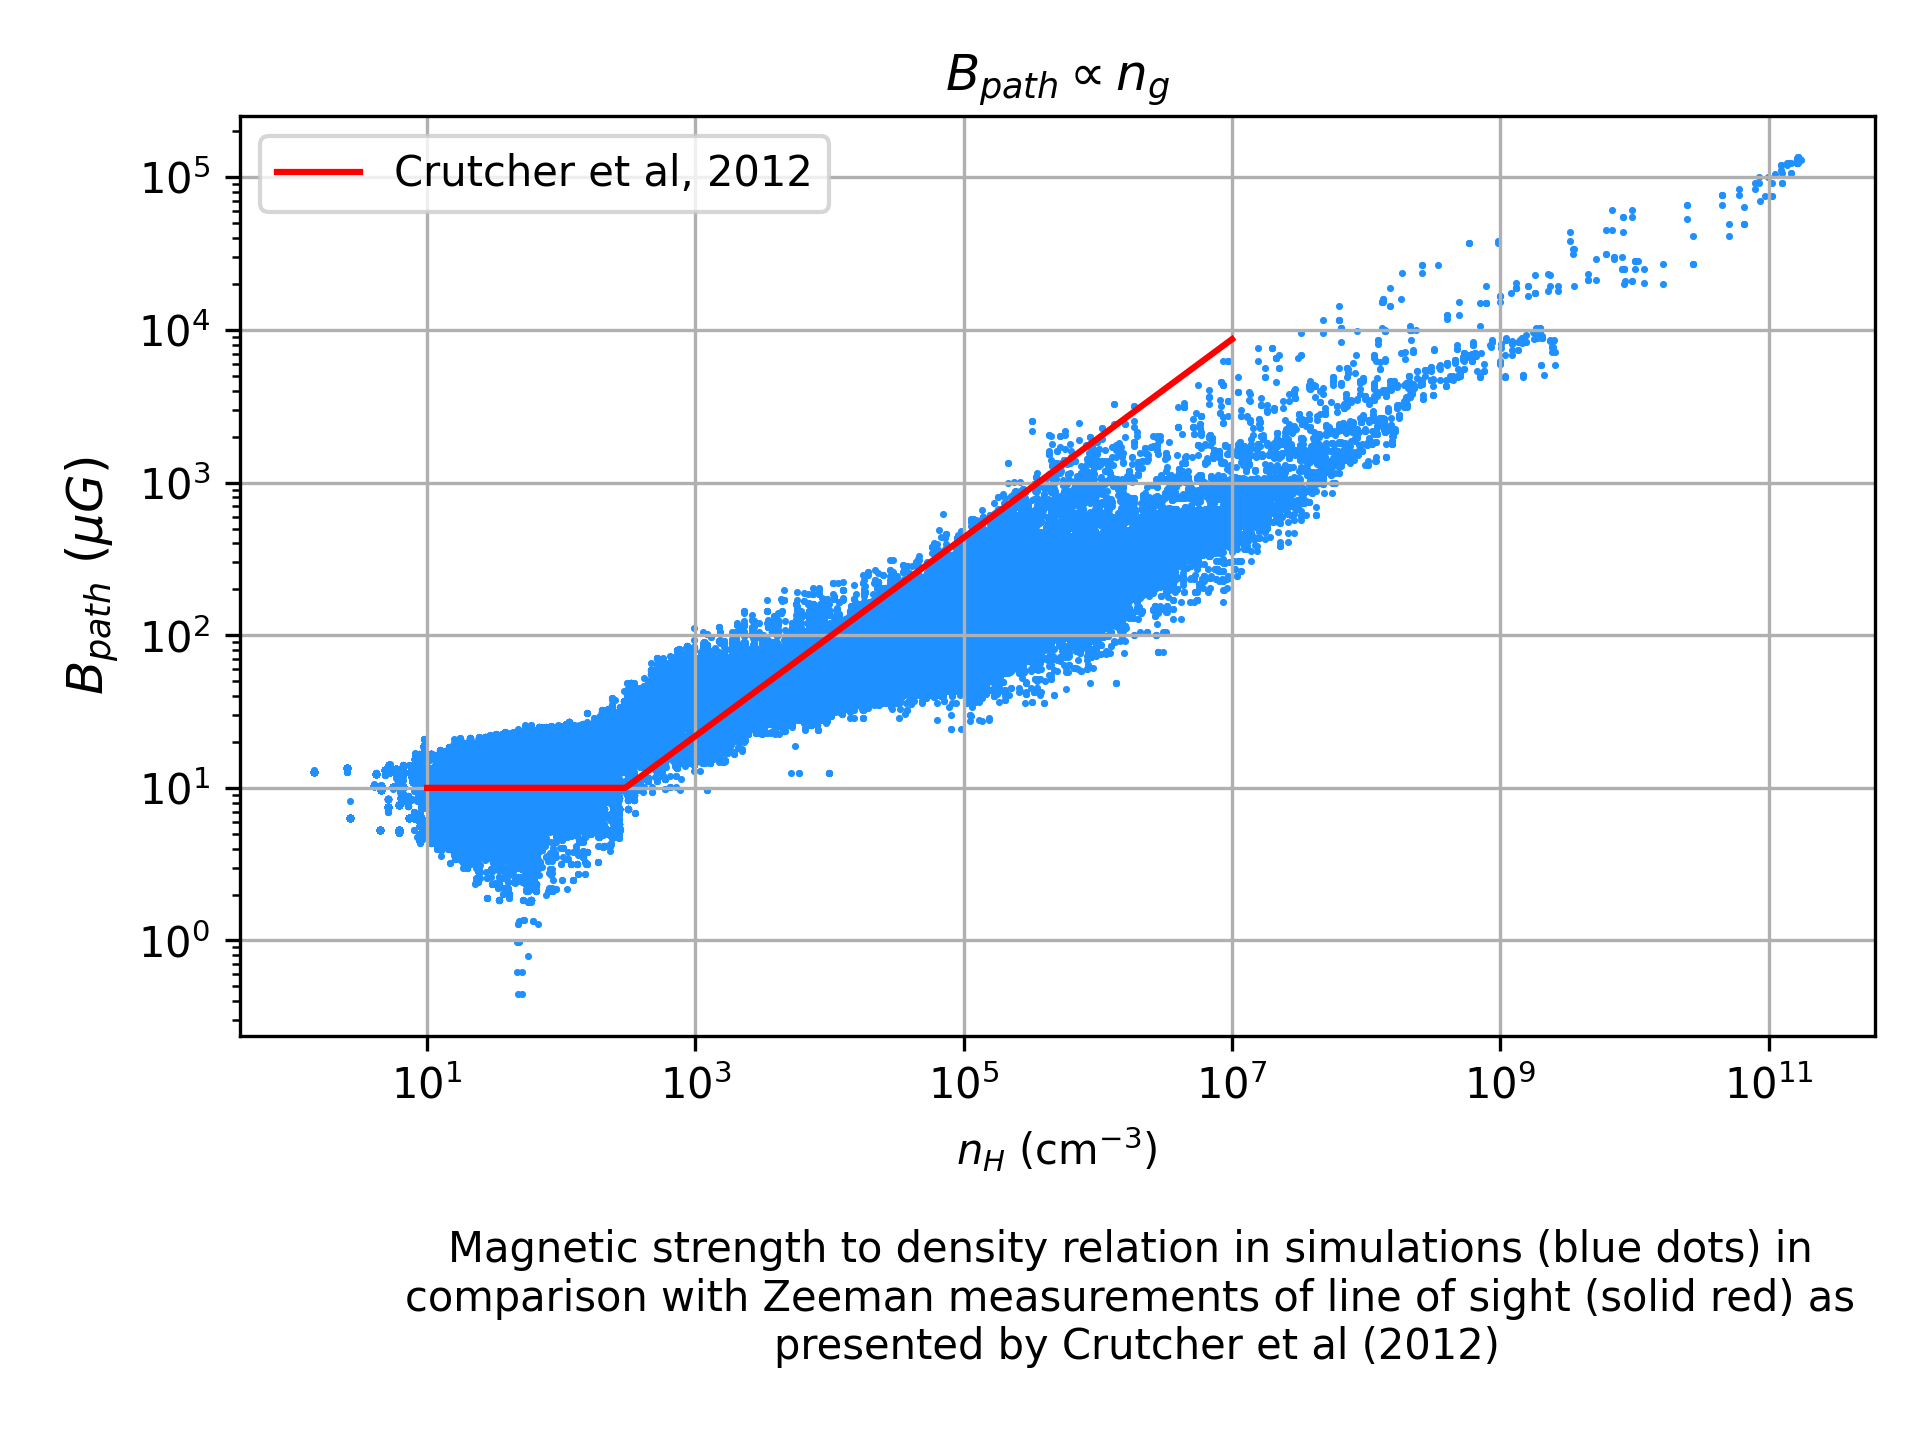 B_path ∝ n_g
Crutcher et al, 2012
10^5
10^4
10^3
10^2
10^1
10^0
B_path (μG)
10^1 10^3 10^5 10^7 10^9 10^11
n_H (cm^−3)
Magnetic strength to density relation in simulations (blue dots) in
comparison with Zeeman measurements of line of sight (solid red) as
presented by Crutcher et al (2012)